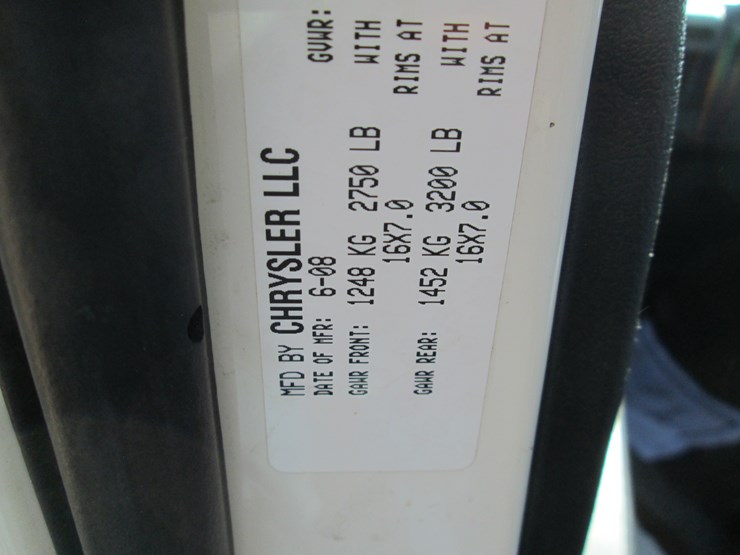 MFD BY CHRYSLER LLC
DATE OF MFR: 6-08 GVWR:
GAWR FRONT: 1248 KG 2750 LB WITH
16X7.0 RIMS AT
GAWR REAR: 1452 KG 3200 LB WITH
16X7.0 RIMS AT